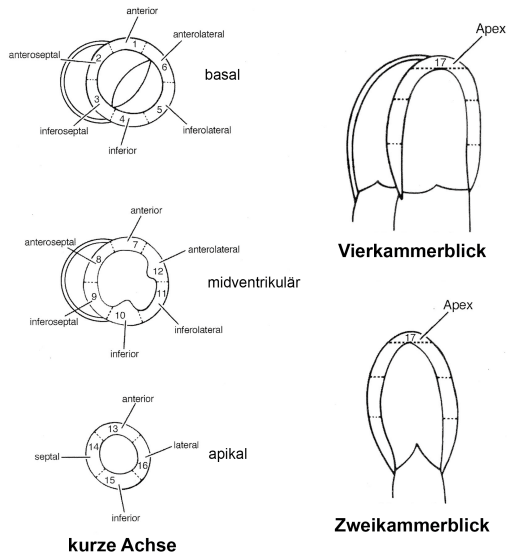 anterior
anterolateral
anteroseptal
1
2
6
basal
3
5
4
inferoseptal
inferolateral
inferior
Apex
17
Vierkammerblick
anterior
anteroseptal
anterolateral
7
8
12
midventrikulär
9
11
10
inferoseptal
inferolateral
inferior
Apex
17
anterior
13
14
lateral
septal
16
apikal
15
inferior
Zweikammerblick
kurze Achse